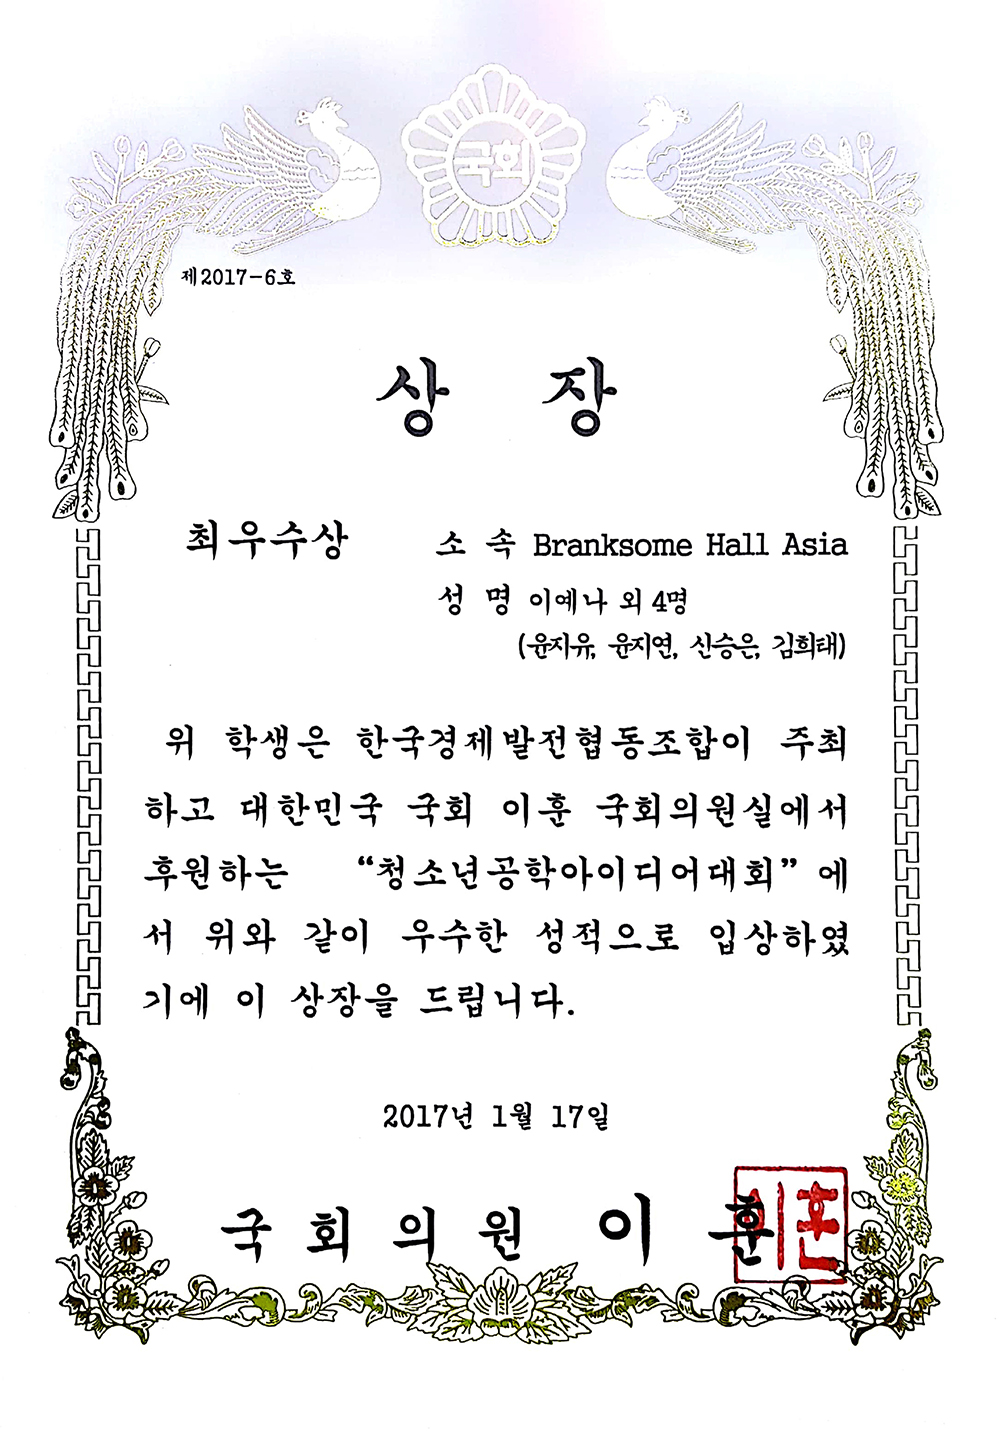 국회
제2017-6호
상 장
최우수상 소 속 Branksome Hall Asia
성 명 이예나 외 4명
(윤지유, 윤지연, 신승은, 김희태)
위 학생은 한국경제발전협동조합이 주최
하고 대한민국 국회 이훈 국회의원실에서
후원하는 “청소년공학아이디어대회”에
서 위와 같이 우수한 성적으로 입상하였
기에 이 상장을 드립니다.
2017년 1월 17일
국 회 의 원 이 훈
이훈